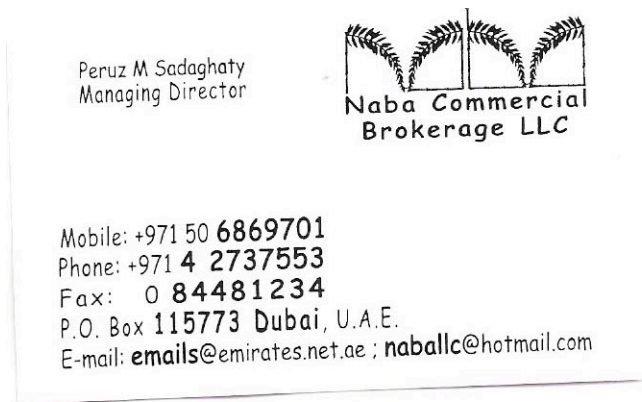 Peruz M Sadaghaty
Managing Director
Naba Commercial
Brokerage LLC
Mobile: +971 50 6869701
Phone: +971 4 2737553
Fax: 0 84481234
P.O. Box 115773 Dubai, U.A.E.
E-mail: emails@emirates.net.ae ; naballc@hotmail.com